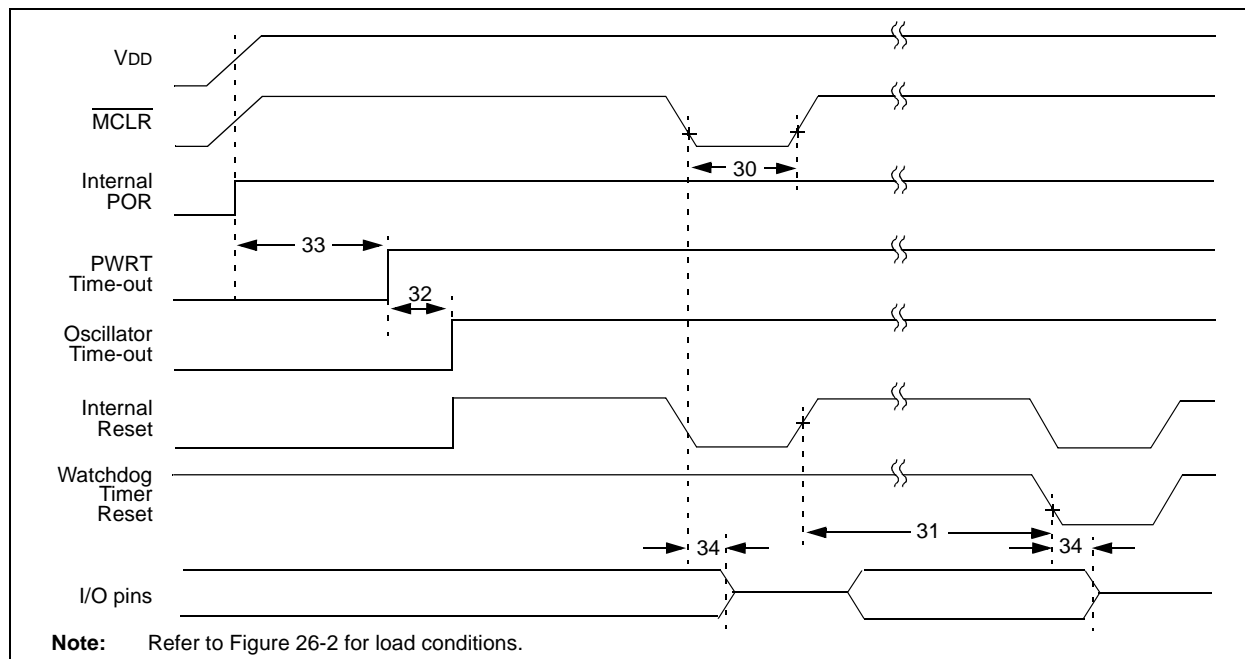 VDD
MCLR
30
Internal
POR
33
PWRT
Time-out
32
Oscillator
Time-out
Internal
Reset
Watchdog
Timer
Reset
31
34
34
I/O pins
Note: Refer to Figure 26-2 for load conditions.